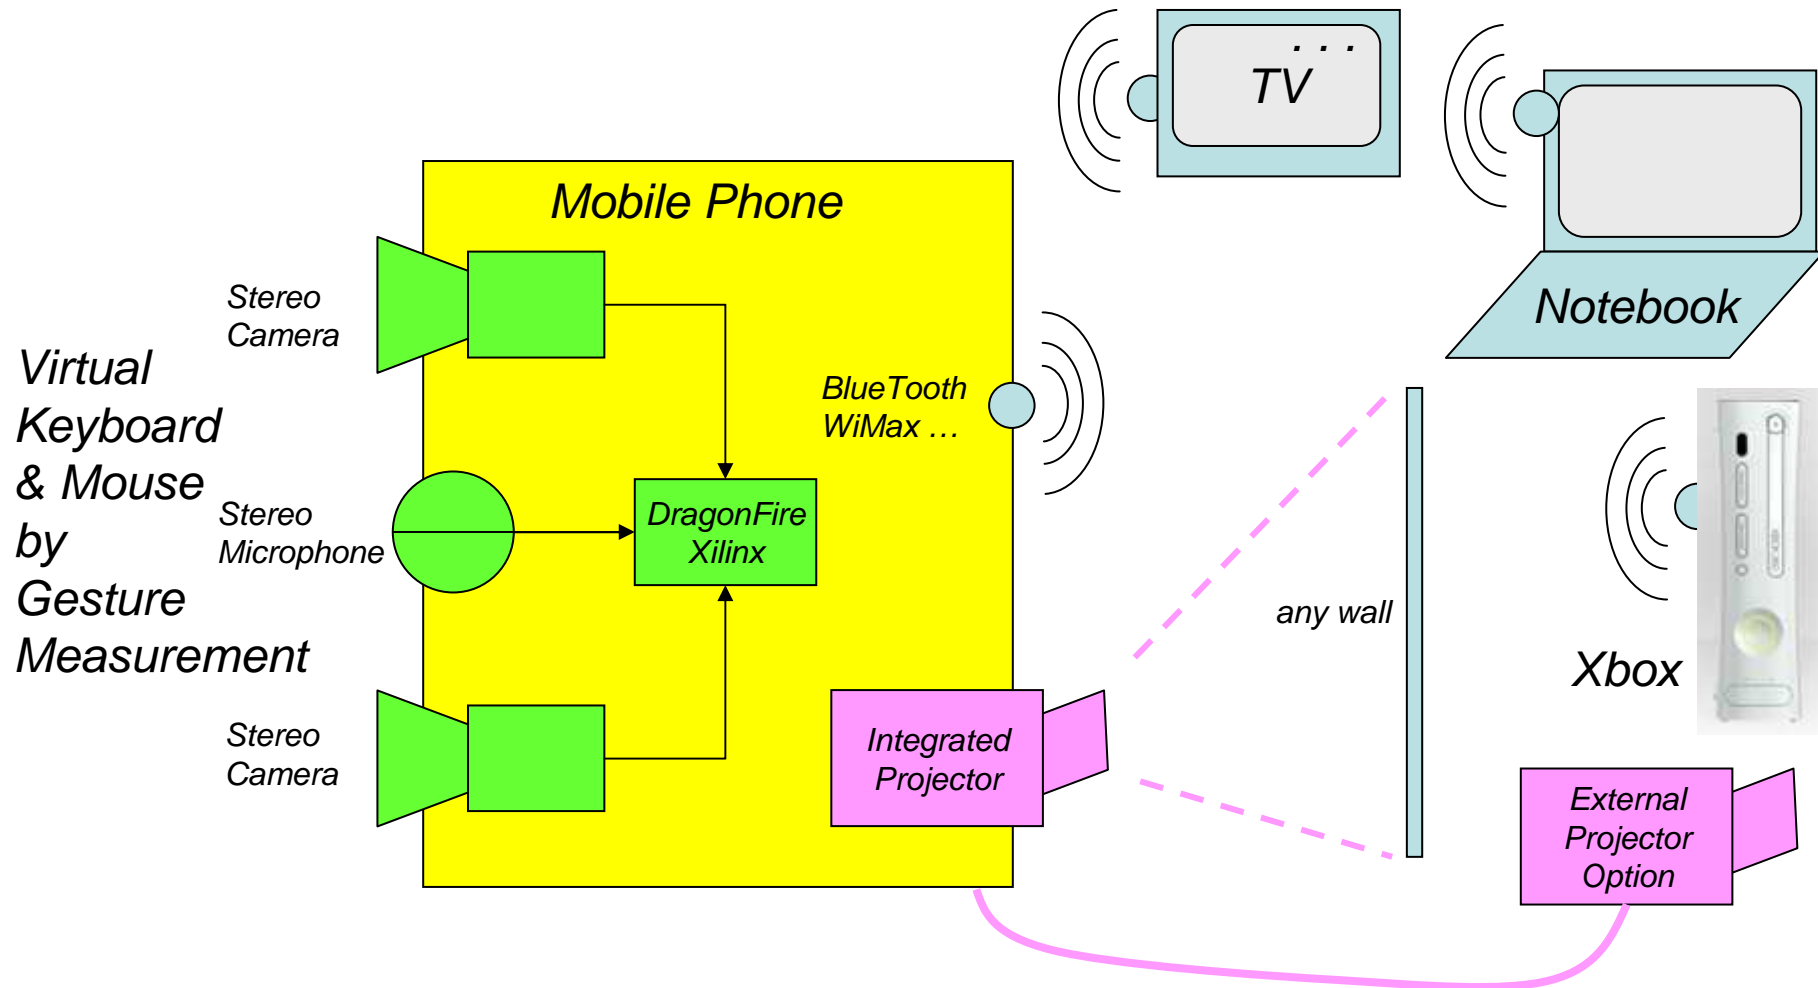 . . .
TV
Mobile Phone
Notebook
Stereo
Camera
Virtual
Keyboard
& Mouse
by
Gesture
Measurement
BlueTooth
WiMax …
Stereo
Microphone
DragonFire
Xilinx
any wall
Xbox
Stereo
Camera
Integrated
Projector
External
Projector
Option